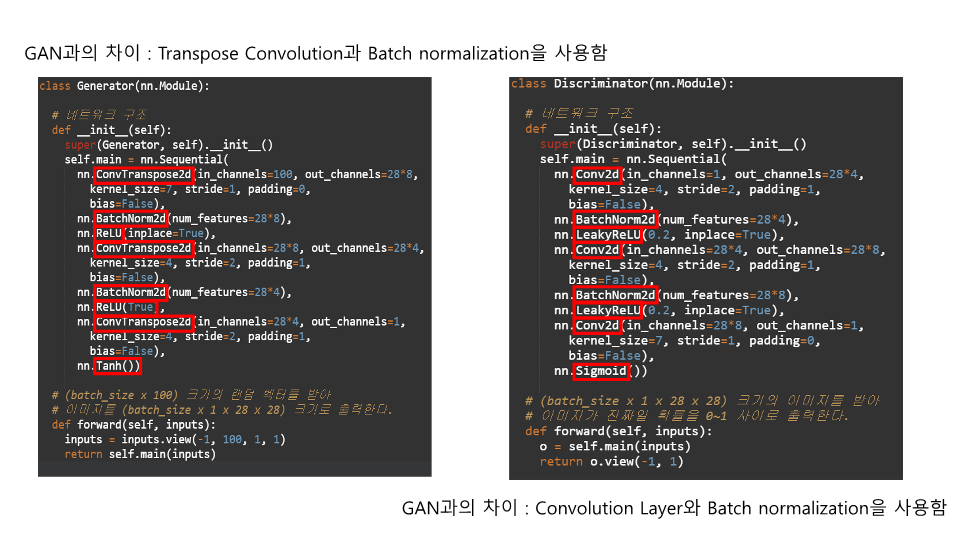 GAN과의 차이 : Transpose Convolution과 Batch normalization을 사용함
class Generator(nn.Module):
# 네트워크 구조
def __init__(self):
super(Generator, self).__init__()
self.main = nn.Sequential(
nn.ConvTranspose2d(in_channels=100, out_channels=28*8,
kernel_size=7, stride=1, padding=0,
bias=False),
nn.BatchNorm2d(num_features=28*8),
nn.ReLU(inplace=True),
nn.ConvTranspose2d(in_channels=28*8, out_channels=28*4,
kernel_size=4, stride=2, padding=1,
bias=False),
nn.BatchNorm2d(num_features=28*4),
nn.ReLU(True),
nn.ConvTranspose2d(in_channels=28*4, out_channels=1,
kernel_size=4, stride=2, padding=1,
bias=False),
nn.Tanh())
# (batch_size x 100) 크기의 랜덤 벡터를 받아
# 이미지를 (batch_size x 1 x 28 x 28) 크기로 출력한다.
def forward(self, inputs):
inputs = inputs.view(-1, 100, 1, 1)
return self.main(inputs)
class Discriminator(nn.Module):
# 네트워크 구조
def __init__(self):
super(Discriminator, self).__init__()
self.main = nn.Sequential(
nn.Conv2d(in_channels=1, out_channels=28*4,
kernel_size=4, stride=2, padding=1,
bias=False),
nn.BatchNorm2d(num_features=28*4),
nn.LeakyReLU(0.2, inplace=True),
nn.Conv2d(in_channels=28*4, out_channels=28*8,
kernel_size=4, stride=2, padding=1,
bias=False),
nn.BatchNorm2d(num_features=28*8),
nn.LeakyReLU(0.2, inplace=True),
nn.Conv2d(in_channels=28*8, out_channels=1,
kernel_size=7, stride=1, padding=0,
bias=False),
nn.Sigmoid())
# (batch_size x 1 x 28 x 28) 크기의 이미지를 받아
# 이미지가 진짜일 확률을 0~1 사이로 출력한다.
def forward(self, inputs):
o = self.main(inputs)
return o.view(-1, 1)
GAN과의 차이 : Convolution Layer와 Batch normalization을 사용함